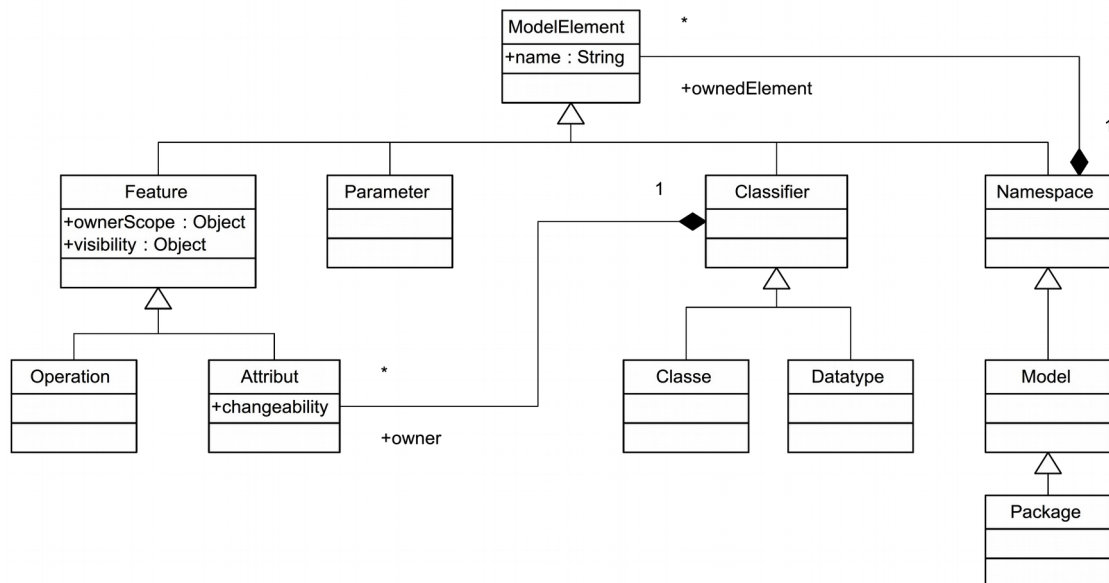 ModelElement
*
+name : String
+ownedElement
1
Feature
Parameter
1
Classifier
Namespace
+ownerScope : Object
+visibility : Object
Operation
Attribut
*
Classe
Datatype
Model
+changeability
+owner
Package